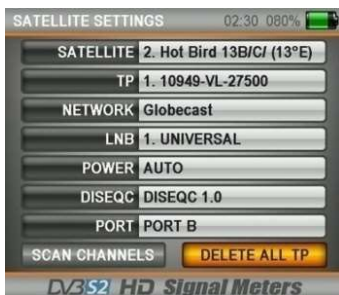 SATELLITE SETTINGS 02:30 080%
SATELLITE 2. Hot Bird 13B/C/ (13°E)
TP 1. 10949-VL-27500
NETWORK Globecast
LNB 1. UNIVERSAL
POWER AUTO
DISEQC DISEQC 1.0
PORT PORT B
SCAN CHANNELS DELETE ALL TP
DV3S2 HD Signal Meters